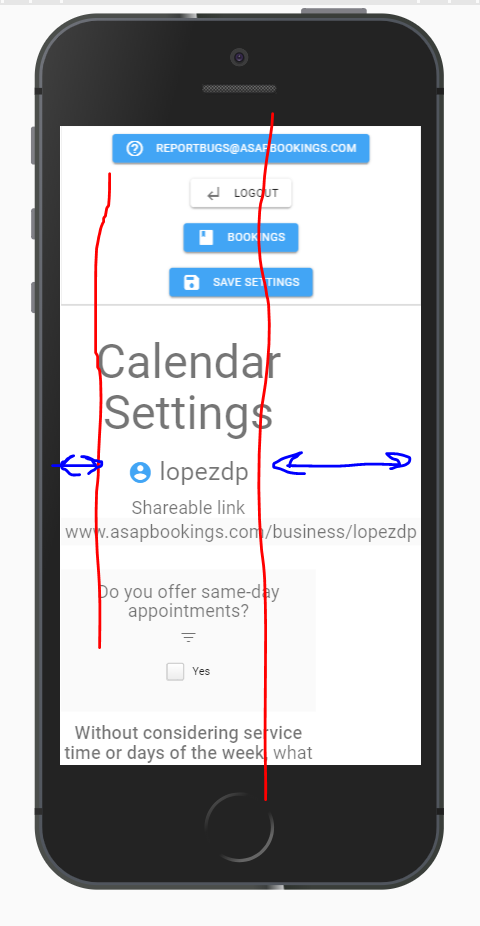 REPORTBUGS@ASAPBOOKINGS.COM
LOGOUT
BOOKINGS
SAVE SETTINGS
Calendar
Settings
lopezdp
Shareable link
www.asapbookings.com/business/lopezdp
Do you offer same-day
appointments?
Yes
Without considering service
time or days of the week, what